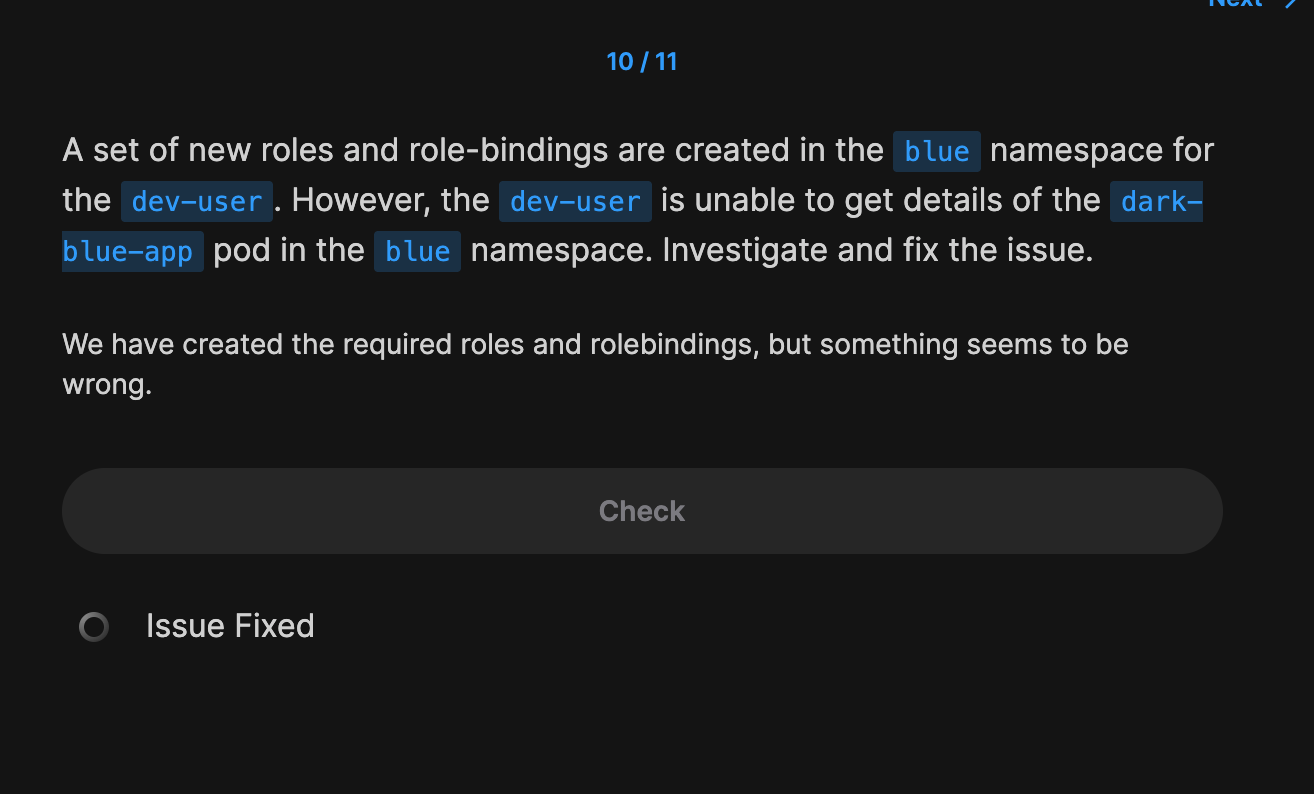 Next
10 / 11
A set of new roles and role-bindings are created in the blue namespace for
the dev-user. However, the dev-user is unable to get details of the dark-
blue-app pod in the blue namespace. Investigate and fix the issue.
We have created the required roles and rolebindings, but something seems to be
wrong.
Check
Issue Fixed